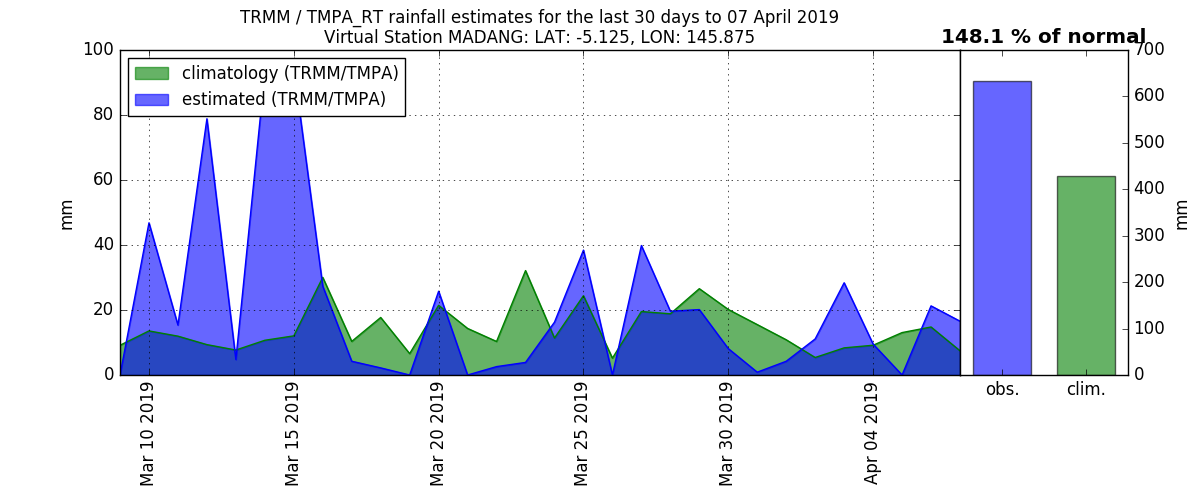 TRMM / TMPA_RT rainfall estimates for the last 30 days to 07 April 2019
Virtual Station MADANG: LAT: -5.125, LON: 145.875
148.1 % of normal
climatology (TRMM/TMPA)
estimated (TRMM/TMPA)
100
80
60
40
20
0
mm
Mar 10 2019
Mar 15 2019
Mar 20 2019
Mar 25 2019
Mar 30 2019
Apr 04 2019
700
600
500
400
300
200
100
0
mm
obs.
clim.